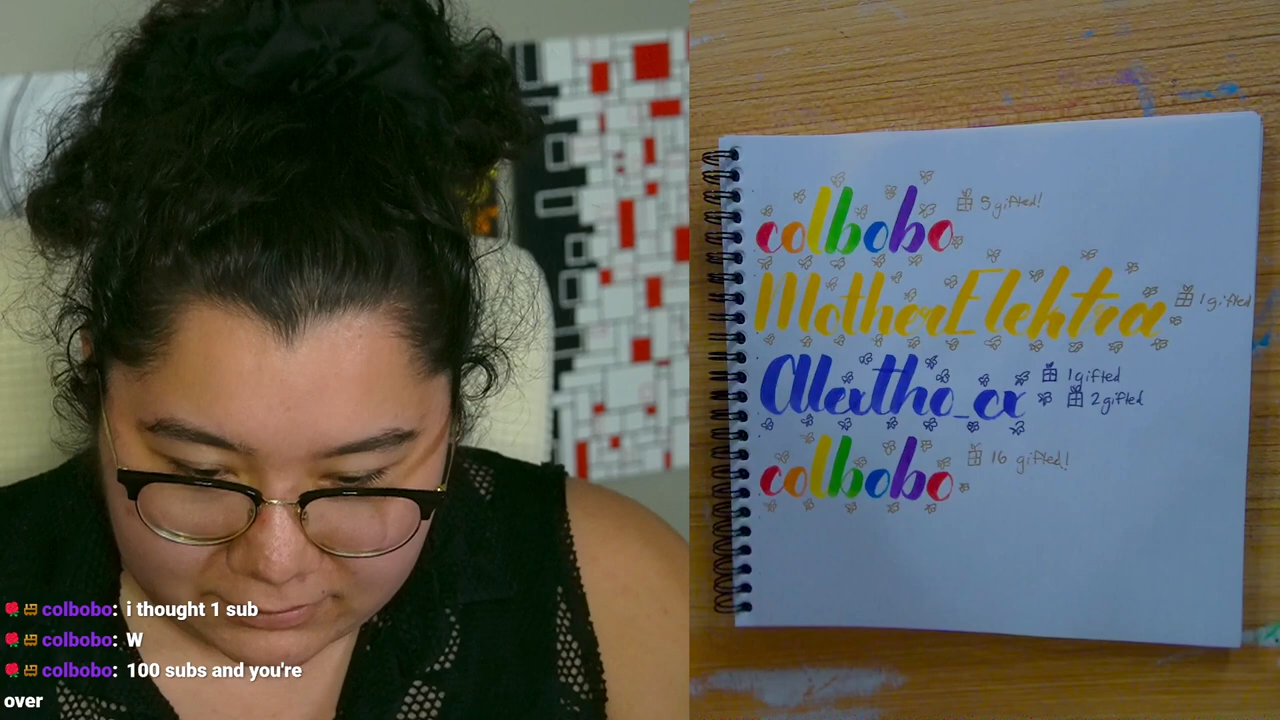 colbobo: i thought 1 sub
colbobo: W
colbobo: 100 subs and you're
over
colbobo 5 gifted!
MotherElektra 1 gifted
Alatho_cx 1 gifted
2 gifted
colbobo 16 gifted!